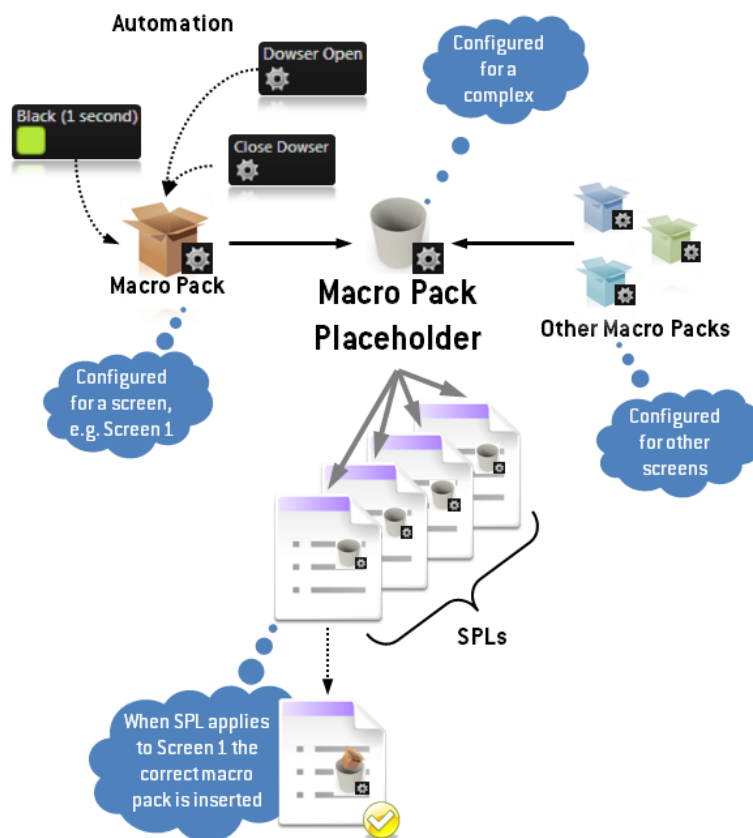 Automation
Dowser Open
Configured
for a
complex
Black (1 second)
Close Dowser
Macro Pack
Macro Pack
Placeholder
Other Macro Packs
Configured
for a screen,
e.g. Screen 1
Configured
for other
screens
SPLs
When SPL applies
to Screen 1 the
correct macro
pack is inserted